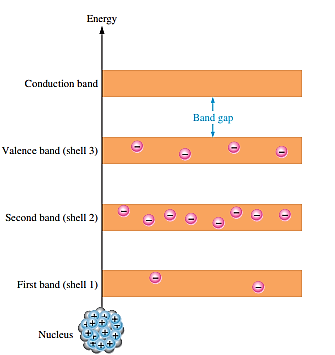 Energy
Conduction band
Band gap
Valence band (shell 3)
Second band (shell 2)
First band (shell 1)
Nucleus